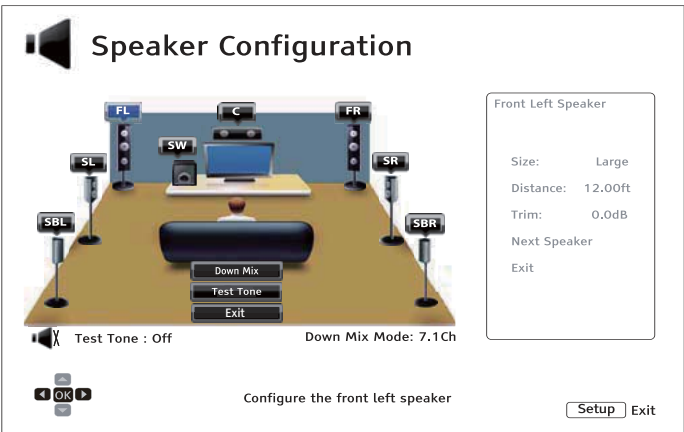 Speaker Configuration
FL
C
FR
SW
SL
SR
SBL
SBR
Down Mix
Test Tone
Exit
Test Tone : Off
Down Mix Mode: 7.1Ch
Front Left Speaker
Size: Large
Distance: 12.00ft
Trim: 0.0dB
Next Speaker
Exit
OK
Configure the front left speaker
Setup Exit